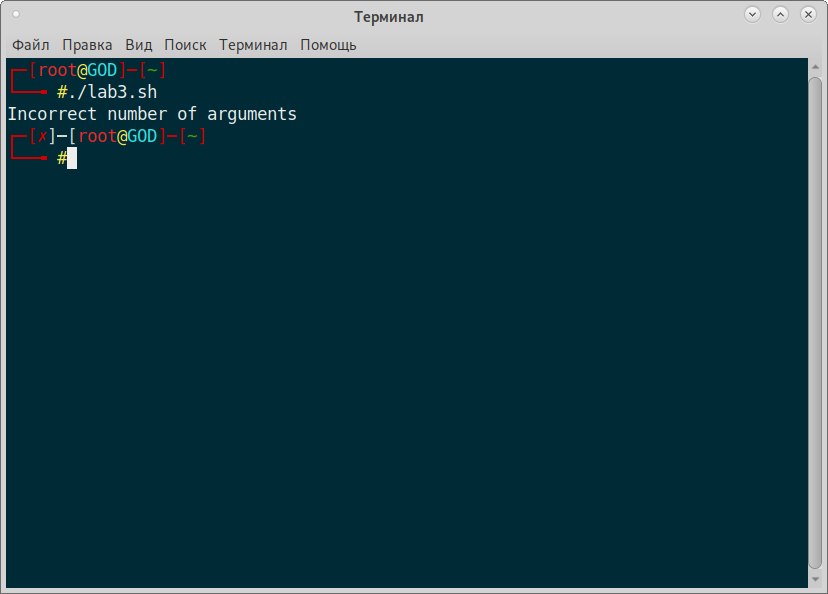 Терминал
Файл Правка Вид Поиск Терминал Помощь
┌─[root@GOD]─[~]
└──╼ #./lab3.sh
Incorrect number of arguments
┌─[✗]─[root@GOD]─[~]
└──╼ #